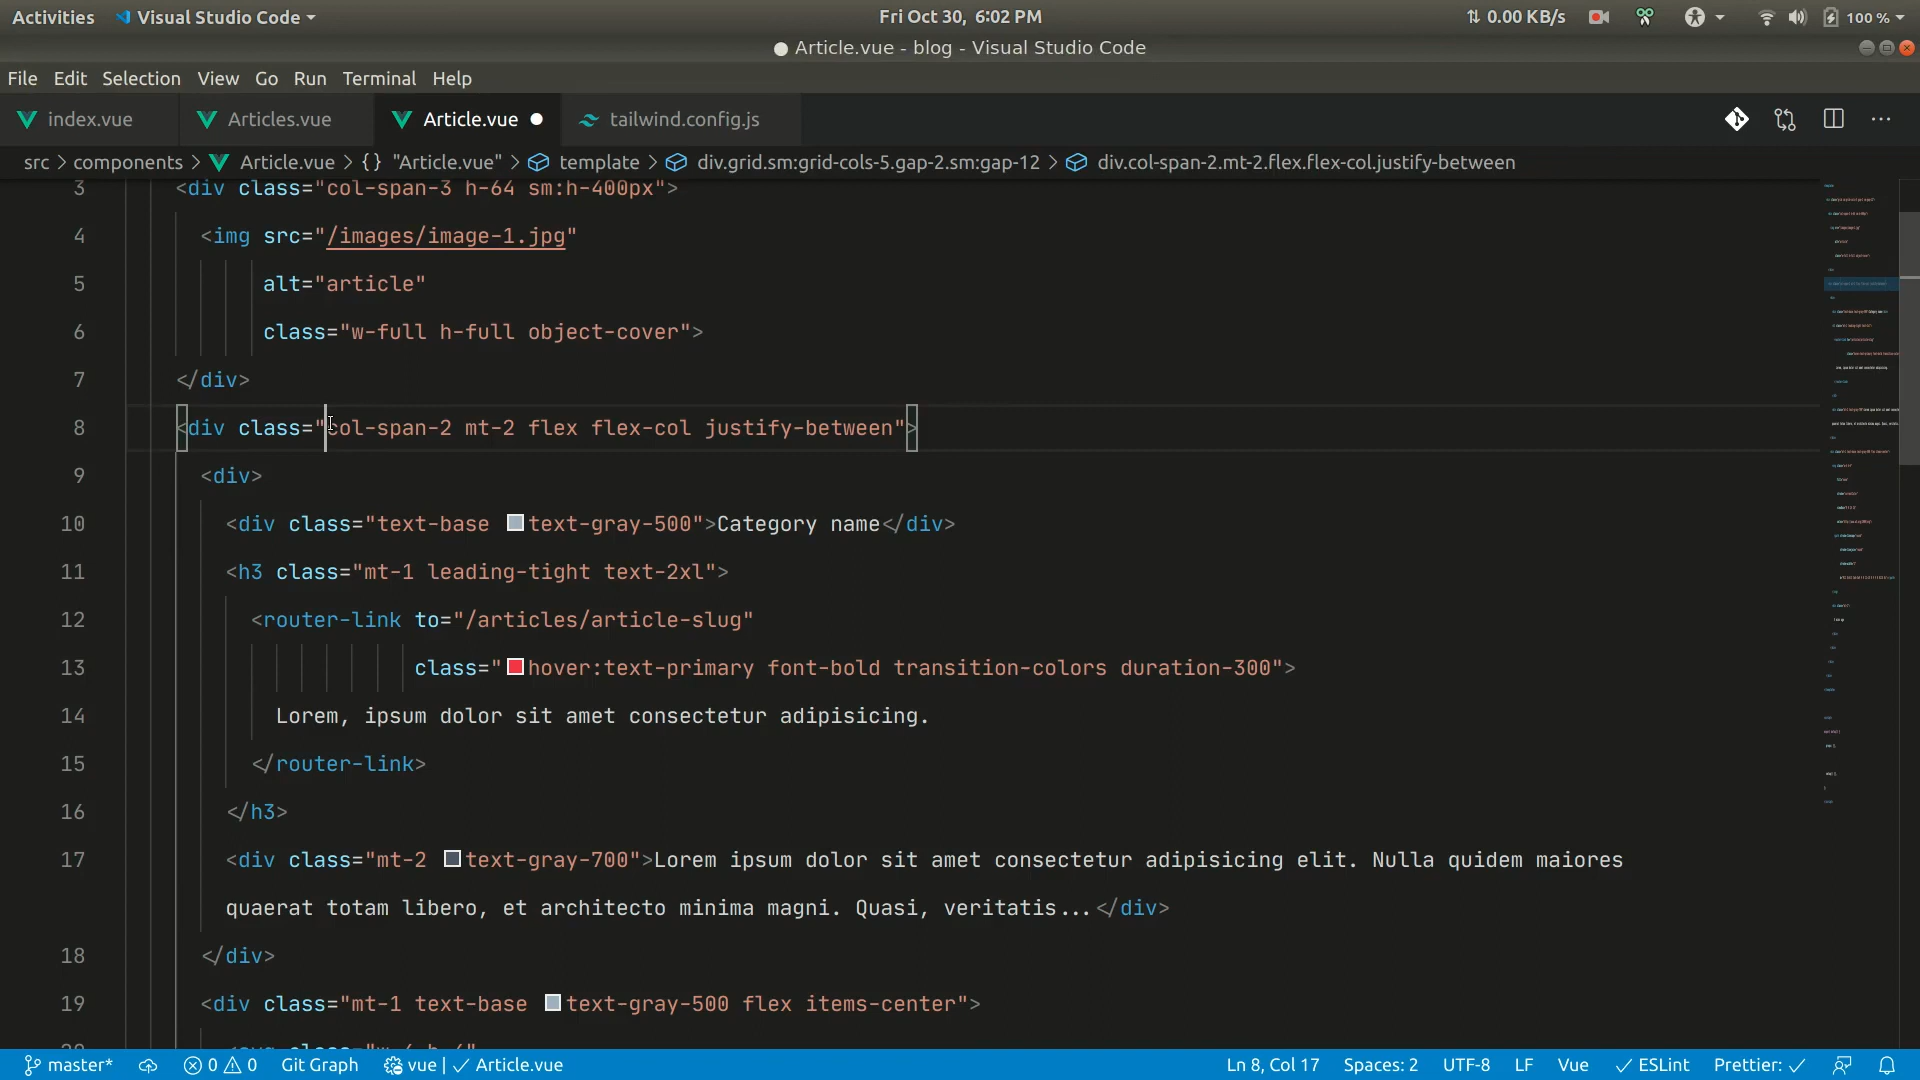 Activities Visual Studio Code Fri Oct 30, 6:02 PM 0.00 KB/s 100 %
● Article.vue - blog - Visual Studio Code
File Edit Selection View Go Run Terminal Help
index.vue Articles.vue Article.vue ● tailwind.config.js ...
src > components > Article.vue > {} "Article.vue" > template > div.grid.sm:grid-cols-5.gap-2.sm:gap-12 > div.col-span-2.mt-2.flex.flex-col.justify-between
3 <div class="col-span-3 h-64 sm:h-400px">
4 <img src="/images/image-1.jpg"
5 alt="article"
6 class="w-full h-full object-cover">
7 </div>
8 <div class="col-span-2 mt-2 flex flex-col justify-between">
9 <div>
10 <div class="text-base text-gray-500">Category name</div>
11 <h3 class="mt-1 leading-tight text-2xl">
12 <router-link to="/articles/article-slug"
13 class="hover:text-primary font-bold transition-colors duration-300">
14 Lorem, ipsum dolor sit amet consectetur adipisicing.
15 </router-link>
16 </h3>
17 <div class="mt-2 text-gray-700">Lorem ipsum dolor sit amet consectetur adipisicing elit. Nulla quidem maiores
quaerat totam libero, et architecto minima magni. Quasi, veritatis...</div>
18 </div>
19 <div class="mt-1 text-base text-gray-500 flex items-center">
master* 0 0 Git Graph vue | ✓ Article.vue Ln 8, Col 17 Spaces: 2 UTF-8 LF Vue ✓ ESLint Prettier: ✓